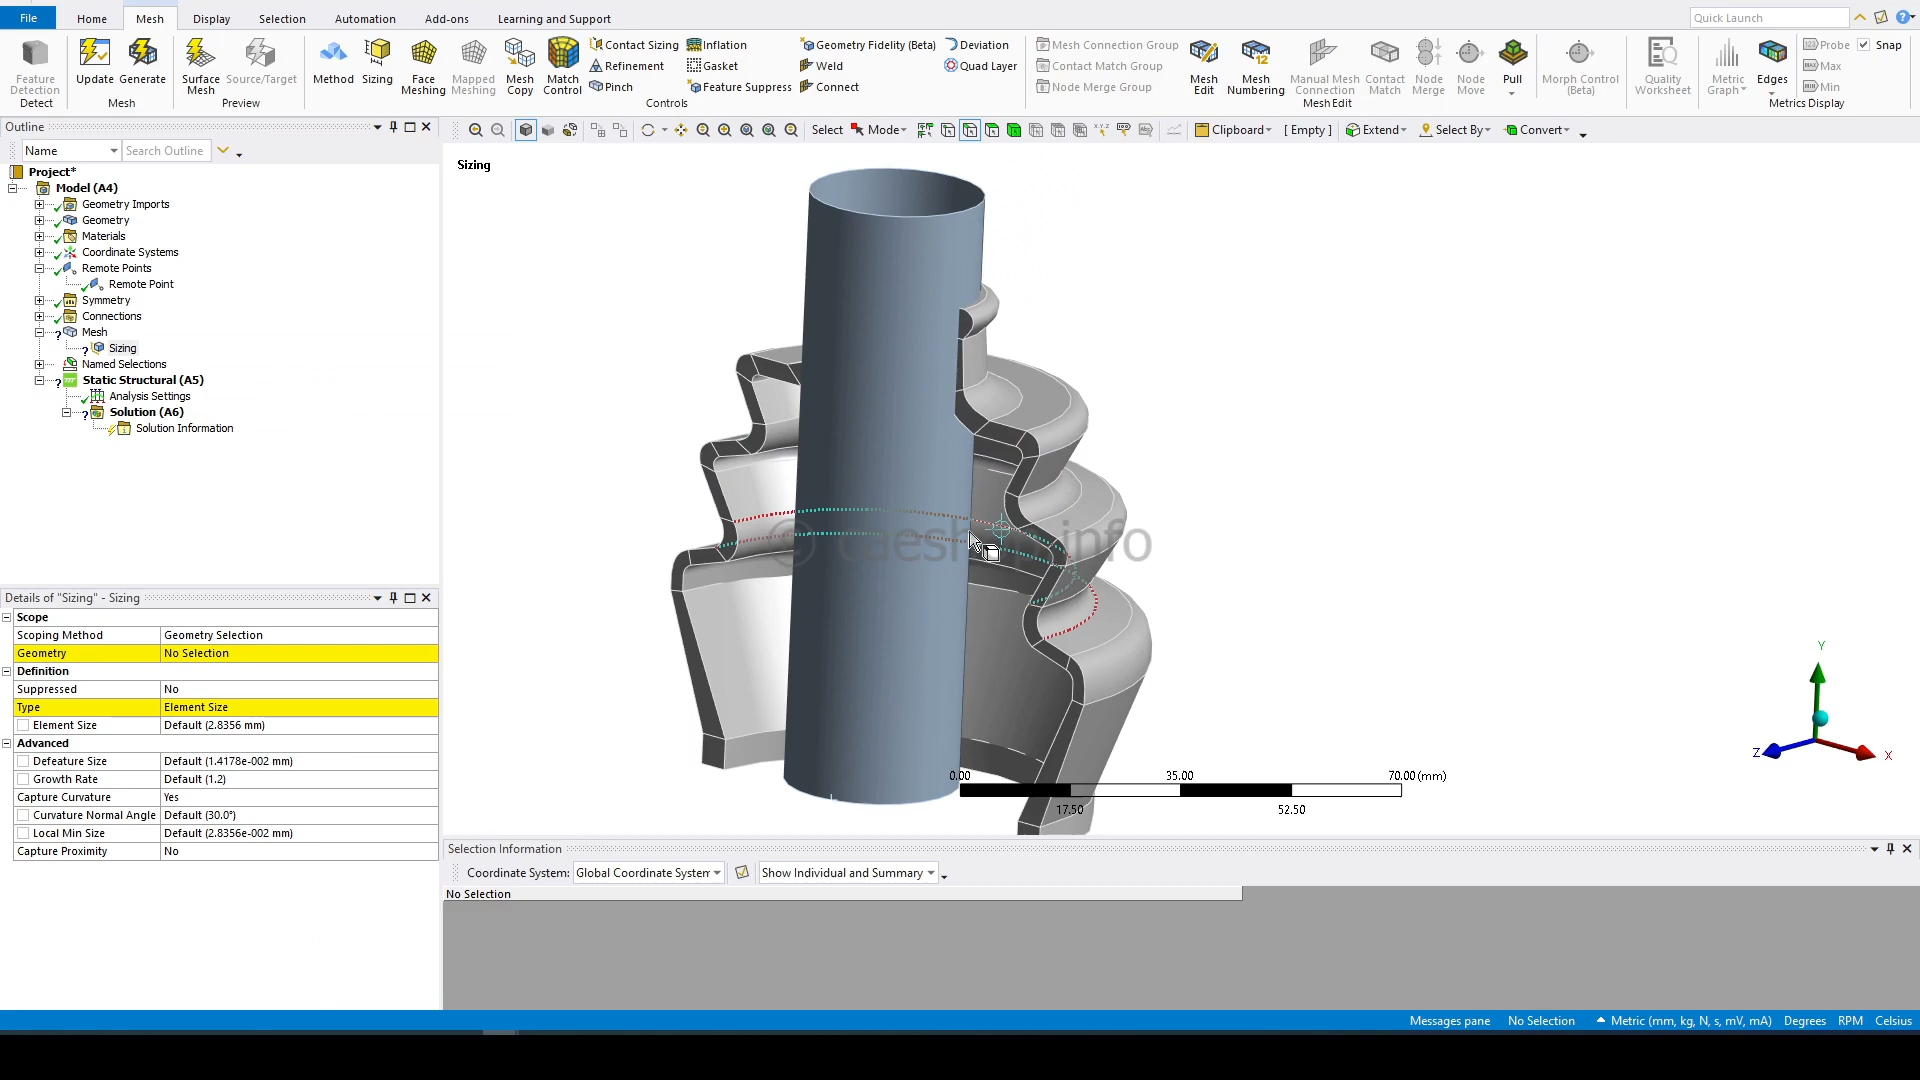 File Home Mesh Display Selection Automation Add-ons Learning and Support Quick Launch
Feature Detection Detect
Update Generate Mesh
Surface Mesh Source/Target Preview
Method Sizing Face Meshing Mapped Meshing Mesh Copy Match Control
Contact Sizing Inflation Geometry Fidelity (Beta) Deviation
Refinement Gasket Weld Quad Layer
Pinch Feature Suppress Connect
Controls
Mesh Connection Group
Contact Match Group
Node Merge Group
Mesh Edit Mesh Numbering Manual Mesh Connection Contact Match Node Merge Node Move Pull
Mesh Edit
Morph Control (Beta)
Quality Worksheet
Metric Graph Edges Probe Snap
Max
Min
Metrics Display
Outline
Name Search Outline
Select Mode Clipboard [ Empty ] Extend Select By Convert
Project*
Model (A4)
Geometry Imports
Geometry
Materials
Coordinate Systems
Remote Points
Remote Point
Symmetry
Connections
Mesh
Sizing
Named Selections
Static Structural (A5)
Analysis Settings
Solution (A6)
Solution Information
Sizing
© caeshop.info
0.00 35.00 70.00 (mm)
17.50 52.50
Y
Z
X
Details of "Sizing" - Sizing
Scope
Scoping Method Geometry Selection
Geometry No Selection
Definition
Suppressed No
Type Element Size
Element Size Default (2.8356 mm)
Advanced
Defeature Size Default (1.4178e-002 mm)
Growth Rate Default (1.2)
Capture Curvature Yes
Curvature Normal Angle Default (30.0°)
Local Min Size Default (2.8356e-002 mm)
Capture Proximity No
Selection Information
Coordinate System: Global Coordinate System Show Individual and Summary
No Selection
Messages pane No Selection Metric (mm, kg, N, s, mV, mA) Degrees RPM Celsius